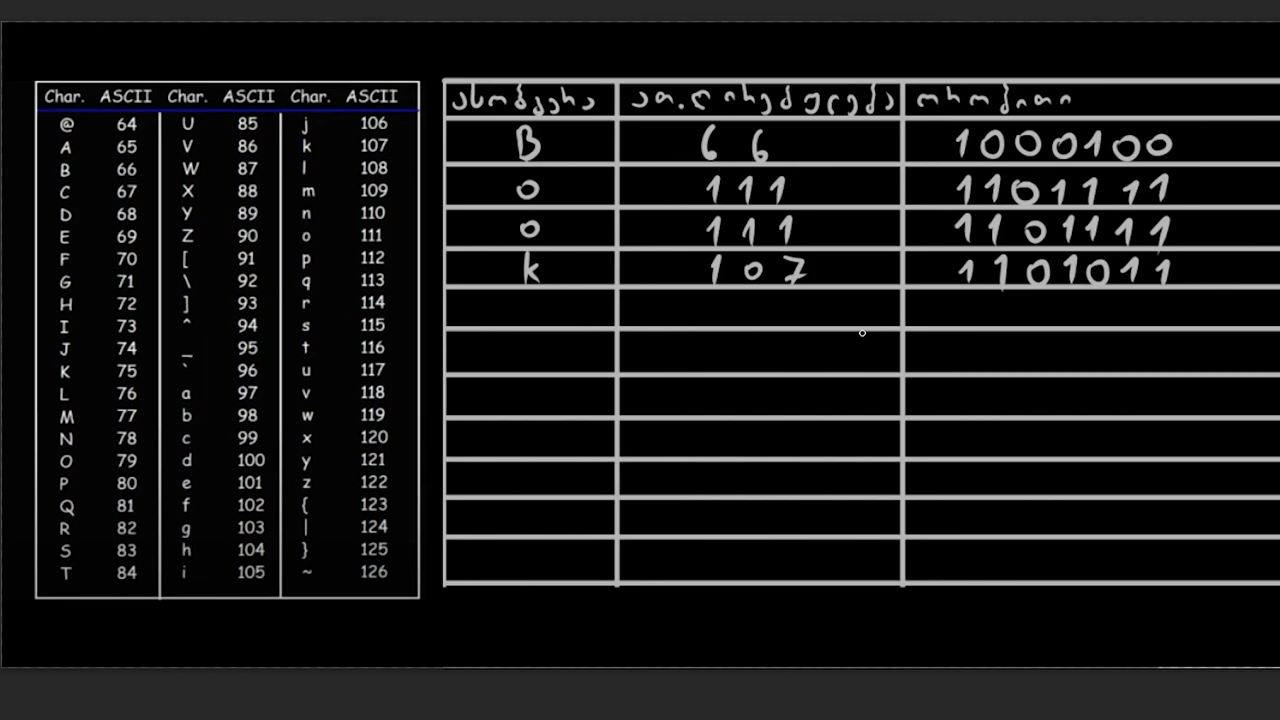 Char. ASCII Char. ASCII Char. ASCII
@ 64 U 85 j 106
A 65 V 86 k 107
B 66 W 87 l 108
C 67 X 88 m 109
D 68 Y 89 n 110
E 69 Z 90 o 111
F 70 [ 91 p 112
G 71 \ 92 q 113
H 72 ] 93 r 114
I 73 ^ 94 s 115
J 74 _ 95 t 116
K 75 ` 96 u 117
L 76 a 97 v 118
M 77 b 98 w 119
N 78 c 99 x 120
O 79 d 100 y 121
P 80 e 101 z 122
Q 81 f 102 { 123
R 82 g 103 | 124
S 83 h 104 } 125
T 84 i 105 ~ 126
ასობგერა ათ.ღირებულება ორობითი
B 66 1000100
o 111 1101111
o 111 1101111
k 107 1101011